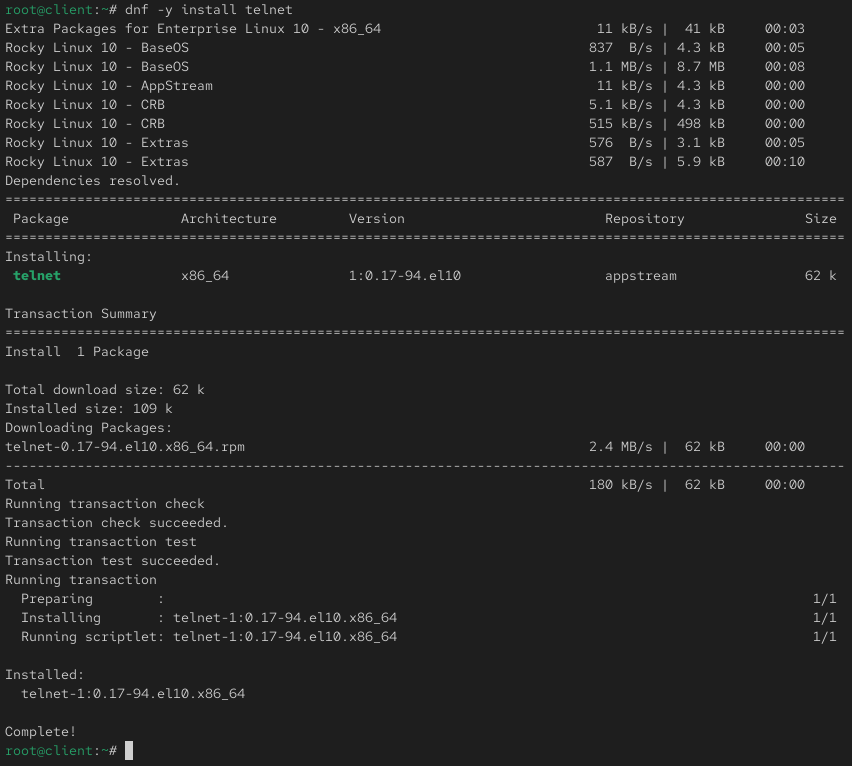 root@client:~# dnf -y install telnet
Extra Packages for Enterprise Linux 10 - x86_64                            11 kB/s |  41 kB     00:03
Rocky Linux 10 - BaseOS                                                  837  B/s | 4.3 kB     00:05
Rocky Linux 10 - BaseOS                                                  1.1 MB/s | 8.7 MB     00:08
Rocky Linux 10 - AppStream                                                11 kB/s | 4.3 kB     00:00
Rocky Linux 10 - CRB                                                     5.1 kB/s | 4.3 kB     00:00
Rocky Linux 10 - CRB                                                     515 kB/s | 498 kB     00:00
Rocky Linux 10 - Extras                                                  576  B/s | 3.1 kB     00:05
Rocky Linux 10 - Extras                                                  587  B/s | 5.9 kB     00:10
Dependencies resolved.
=========================================================================================================
 Package              Architecture         Version                         Repository               Size
=========================================================================================================
Installing:
 telnet               x86_64               1:0.17-94.el10                  appstream                62 k

Transaction Summary
=========================================================================================================
Install  1 Package

Total download size: 62 k
Installed size: 109 k
Downloading Packages:
telnet-0.17-94.el10.x86_64.rpm                                           2.4 MB/s |  62 kB     00:00
---------------------------------------------------------------------------------------------------------
Total                                                                    180 kB/s |  62 kB     00:00
Running transaction check
Transaction check succeeded.
Running transaction test
Transaction test succeeded.
Running transaction
  Preparing        :                                                                                 1/1
  Installing       : telnet-1:0.17-94.el10.x86_64                                                    1/1
  Running scriptlet: telnet-1:0.17-94.el10.x86_64                                                    1/1

Installed:
  telnet-1:0.17-94.el10.x86_64

Complete!
root@client:~#